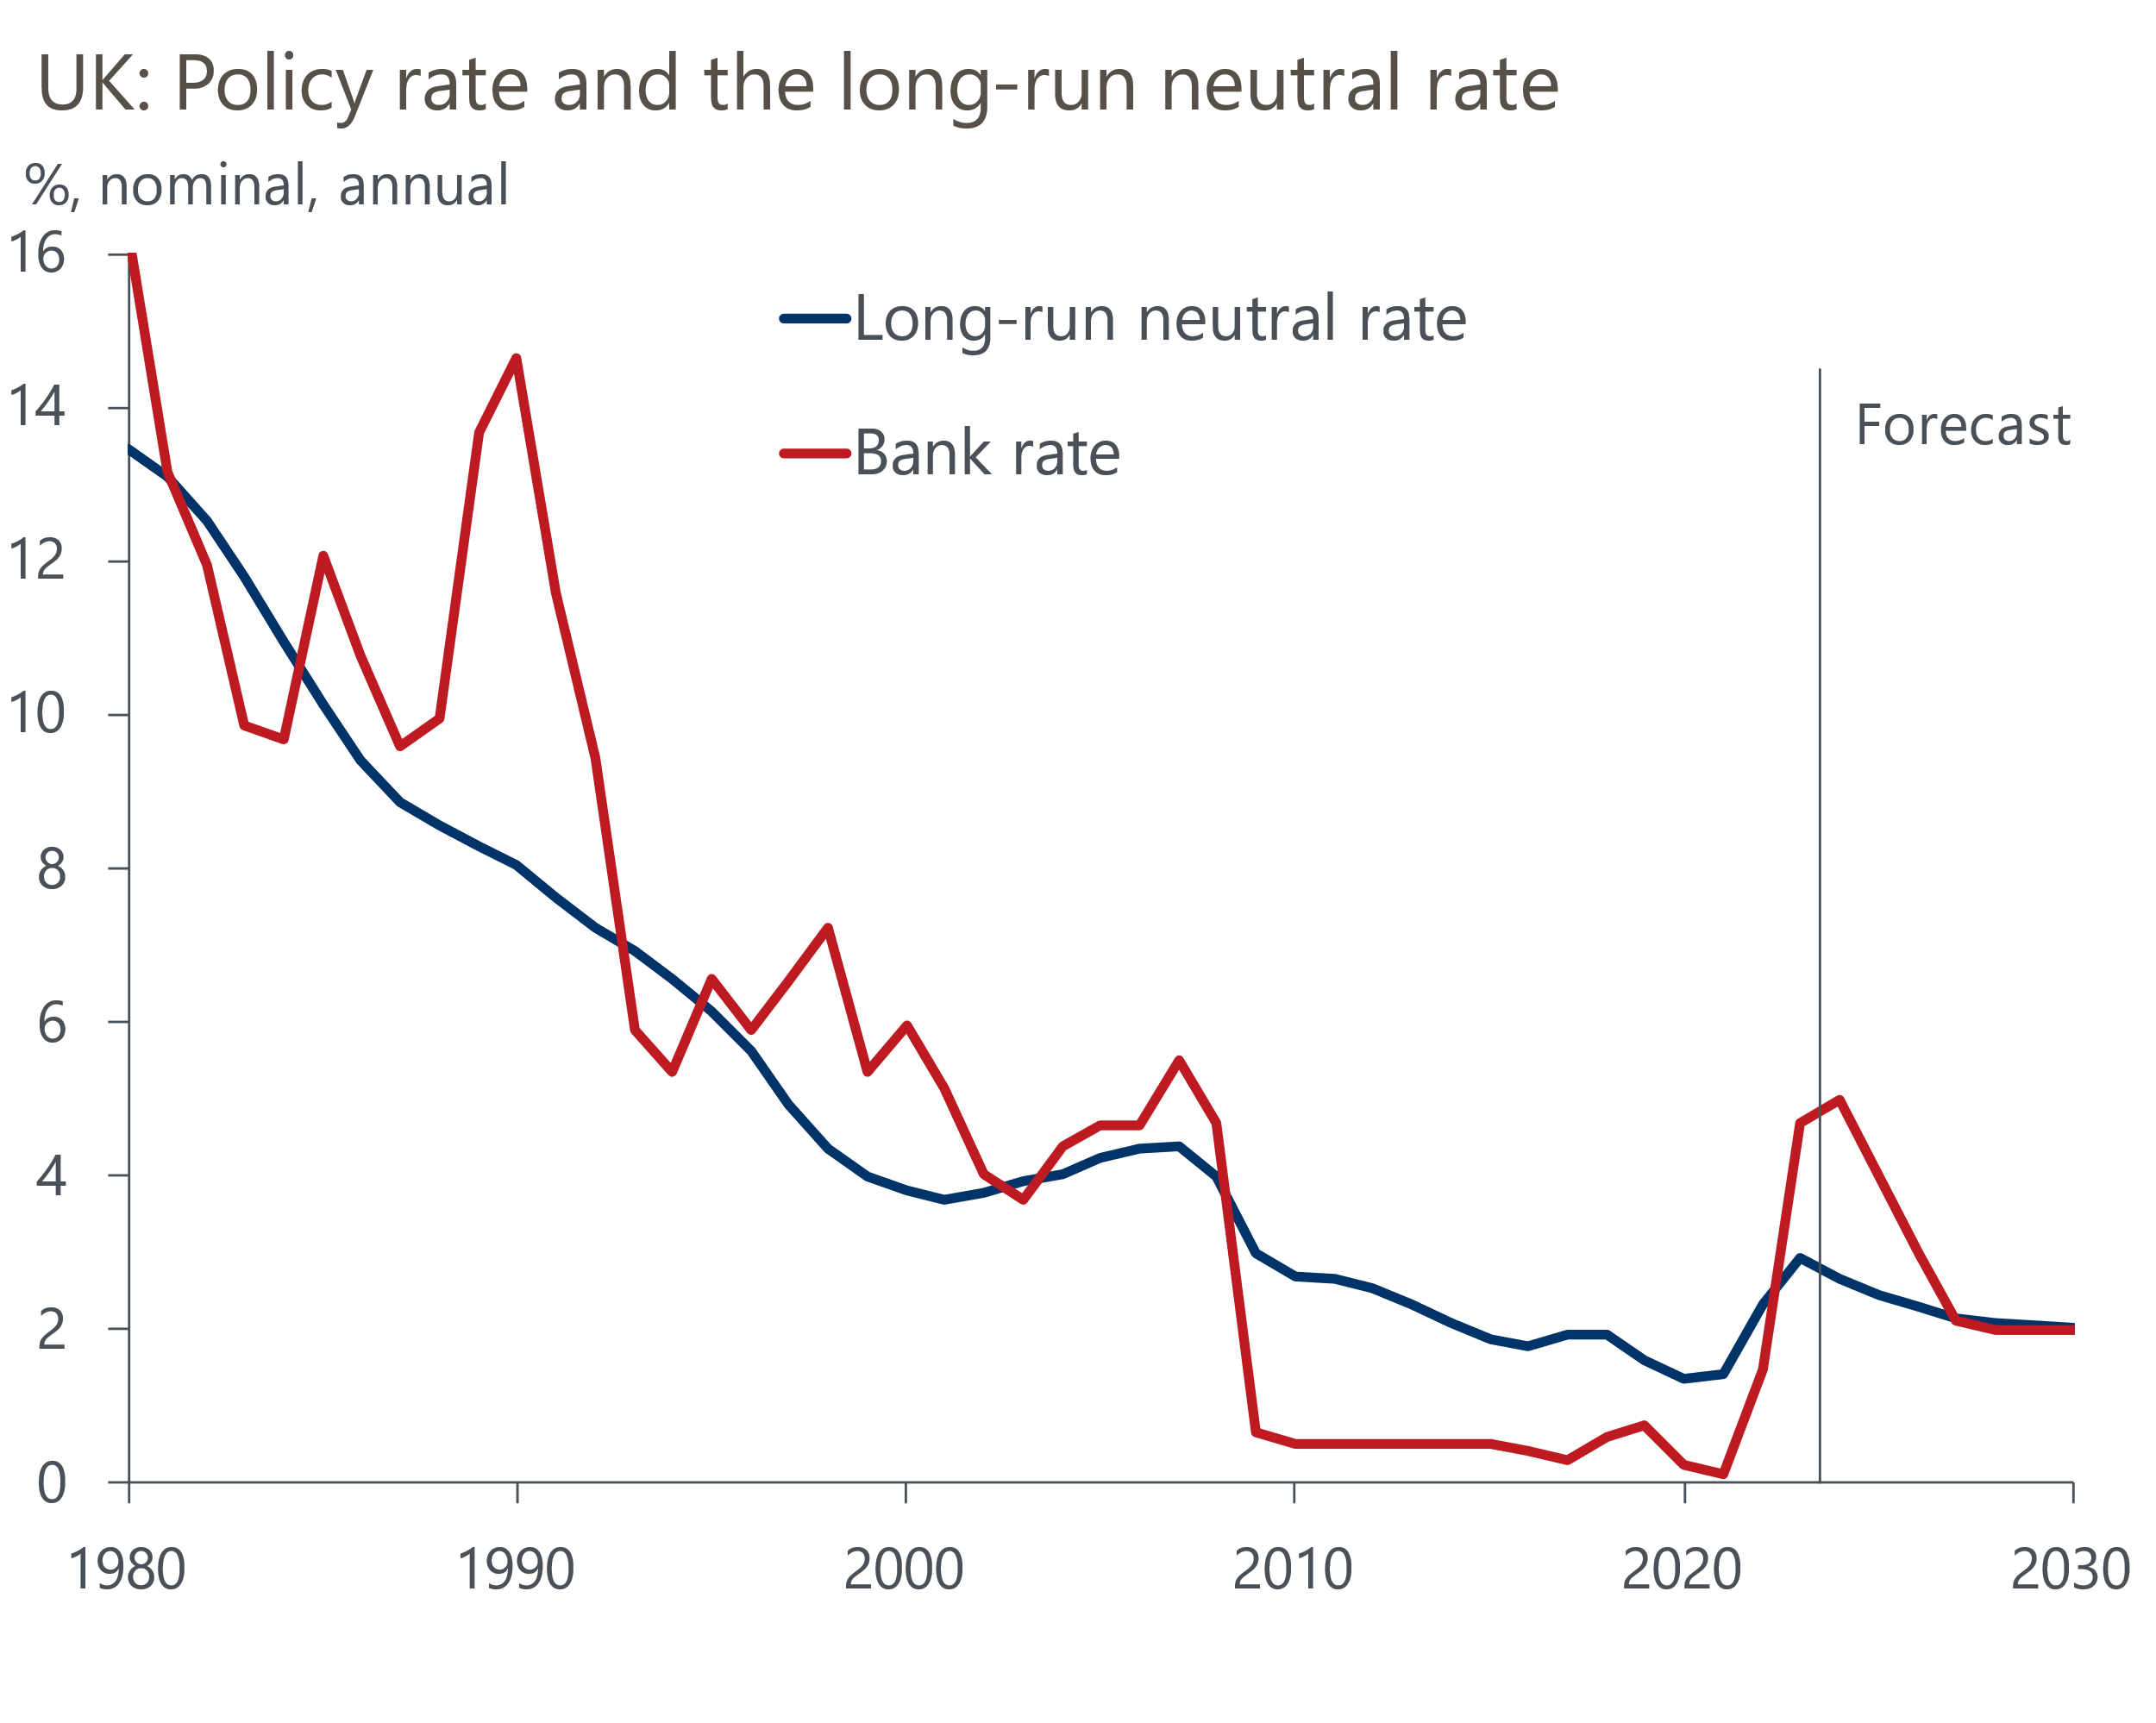 UK: Policy rate and the long-run neutral rate
%, nominal, annual
16
Long-run neutral rate
14
Forecast
Bank rate
12
10
8
6
4
2
0
1980 1990 2000 2010 2020 2030